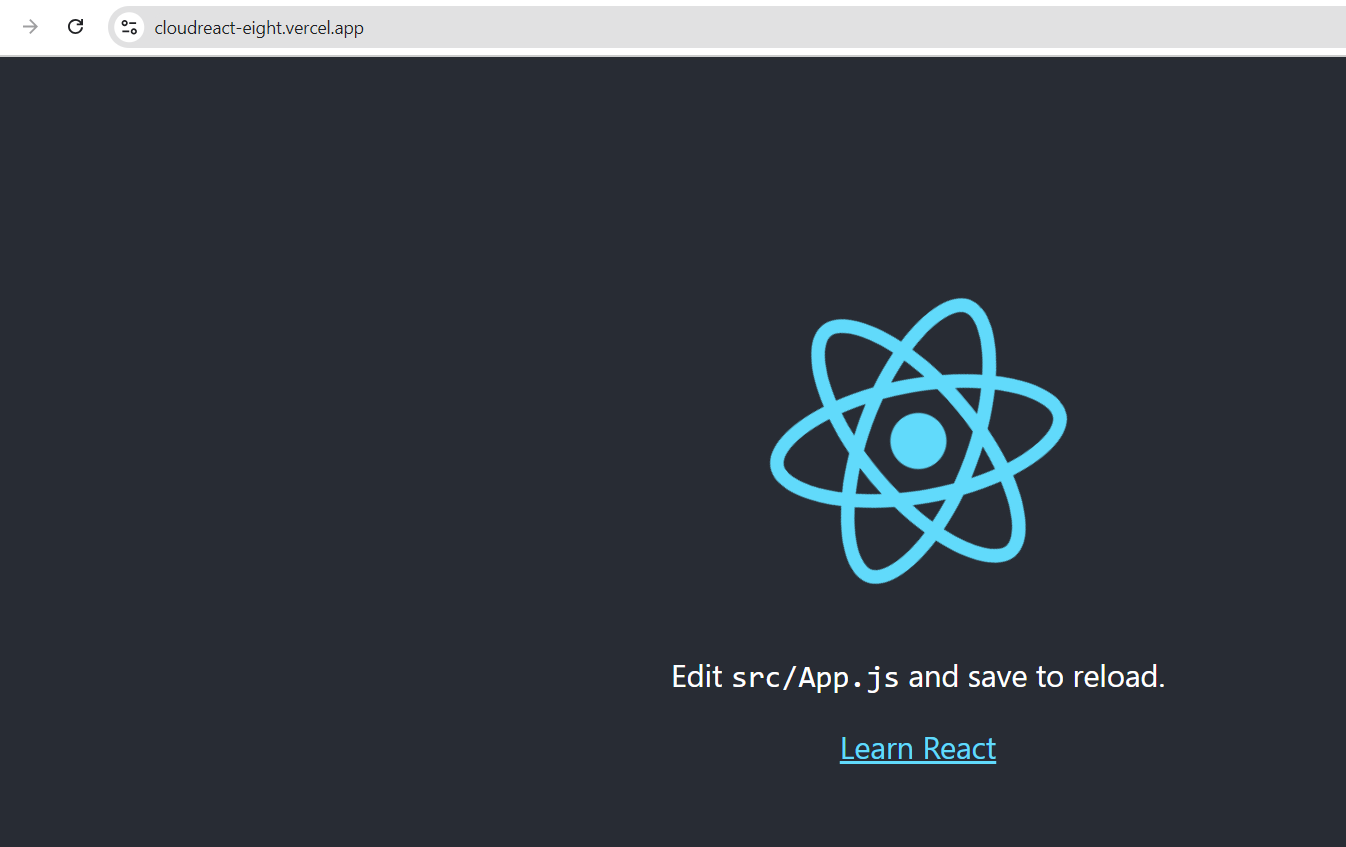 cloudreact-eight.vercel.app
Edit src/App.js and save to reload.
Learn React